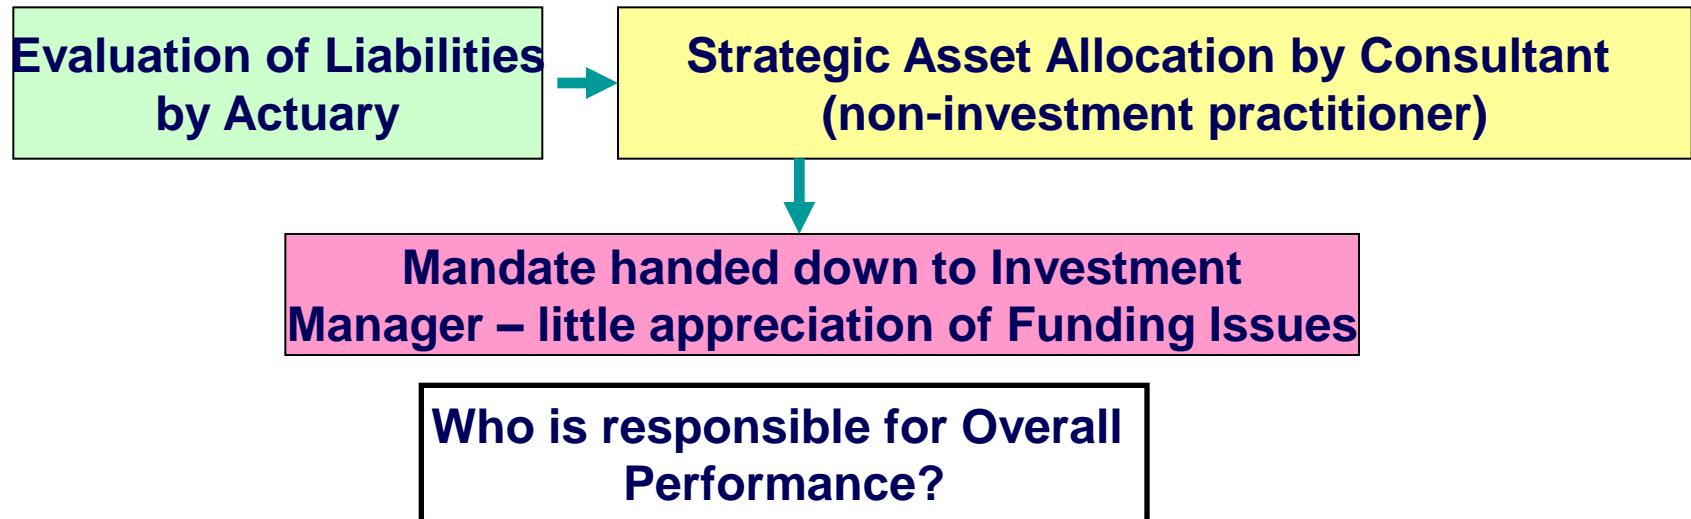 Evaluation of Liabilities
by Actuary
Strategic Asset Allocation by Consultant
(non-investment practitioner)
Mandate handed down to Investment
Manager – little appreciation of Funding Issues
Who is responsible for Overall
Performance?